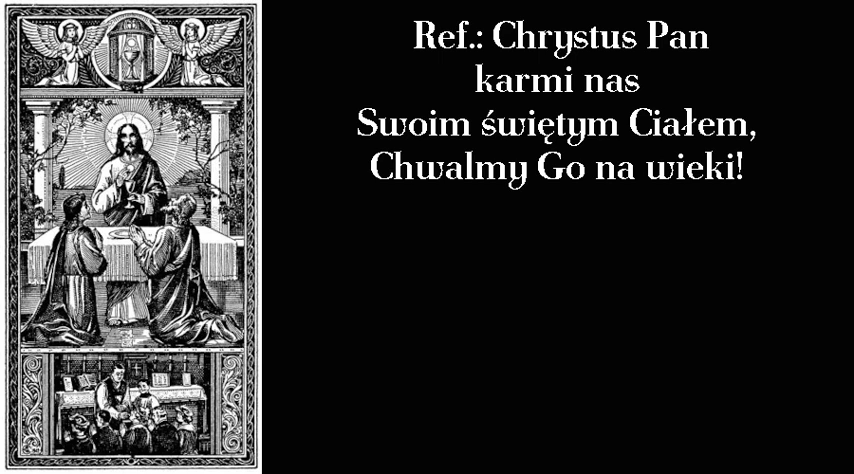 Ref.: Chrystus Pan
karmi nas
Swoim świętym Ciałem,
Chwalmy Go na wieki!